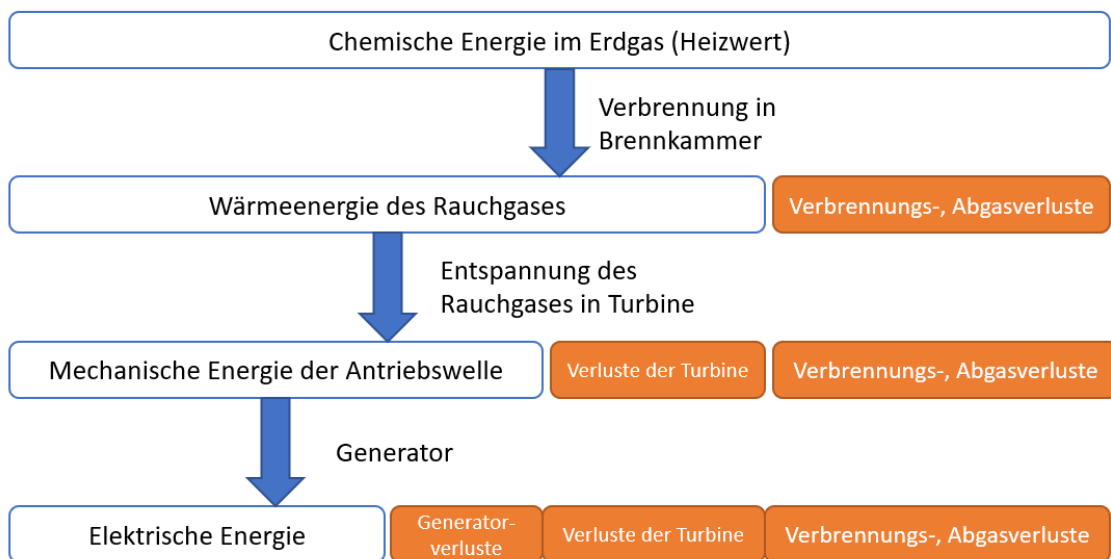 Chemische Energie im Erdgas (Heizwert)
Verbrennung in
Brennkammer
Wärmeenergie des Rauchgases
Verbrennungs-, Abgasverluste
Entspannung des
Rauchgases in Turbine
Mechanische Energie der Antriebswelle
Verluste der Turbine
Verbrennungs-, Abgasverluste
Generator
Elektrische Energie
Generator-
verluste
Verluste der Turbine
Verbrennungs-, Abgasverluste